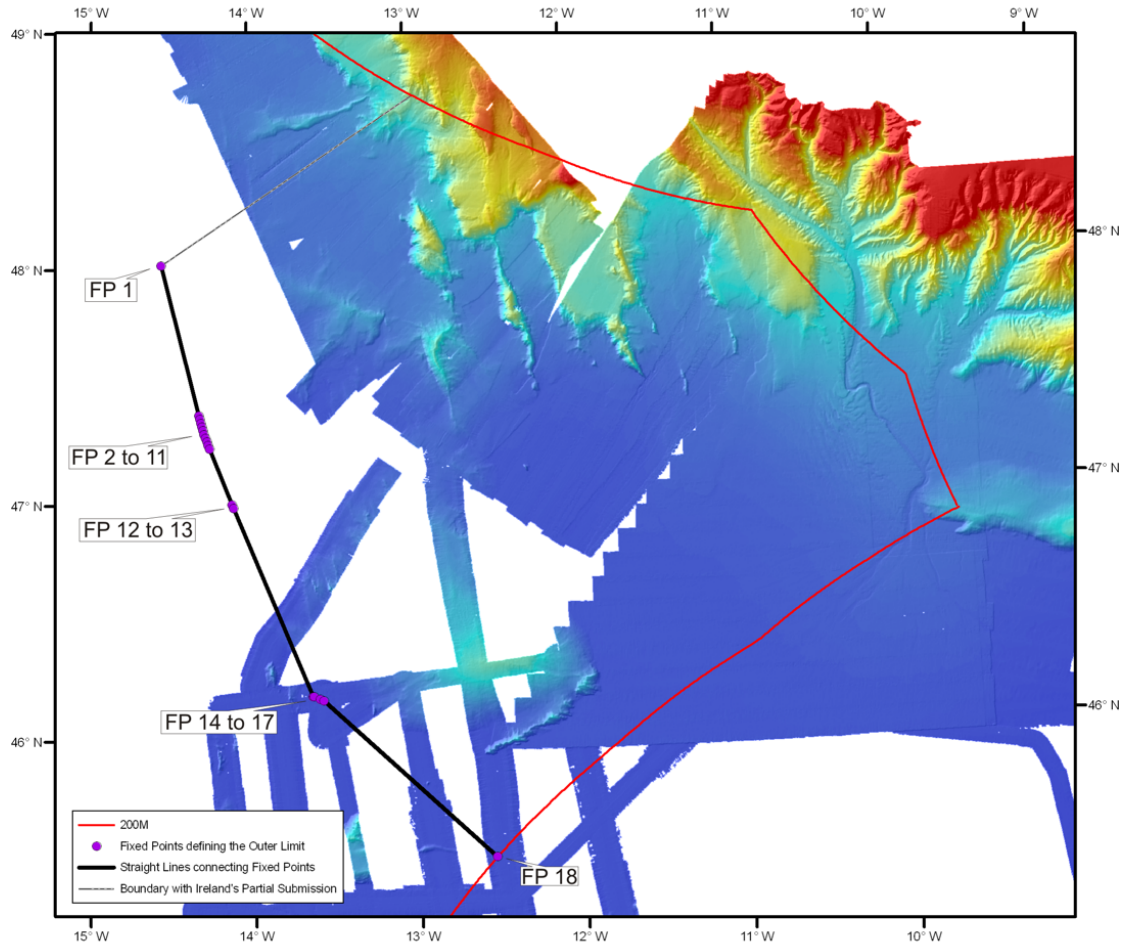 15° W 14° W 13° W 12° W 11° W 10° W 9° W
49° N
48° N
48° N
FP 1
47° N
FP 2 to 11
47° N
FP 12 to 13
46° N
FP 14 to 17
46° N
200M
Fixed Points defining the Outer Limit
Straight Lines connecting Fixed Points
Boundary with Ireland's Partial Submission
FP 18
15° W 14° W 13° W 12° W 11° W 10° W